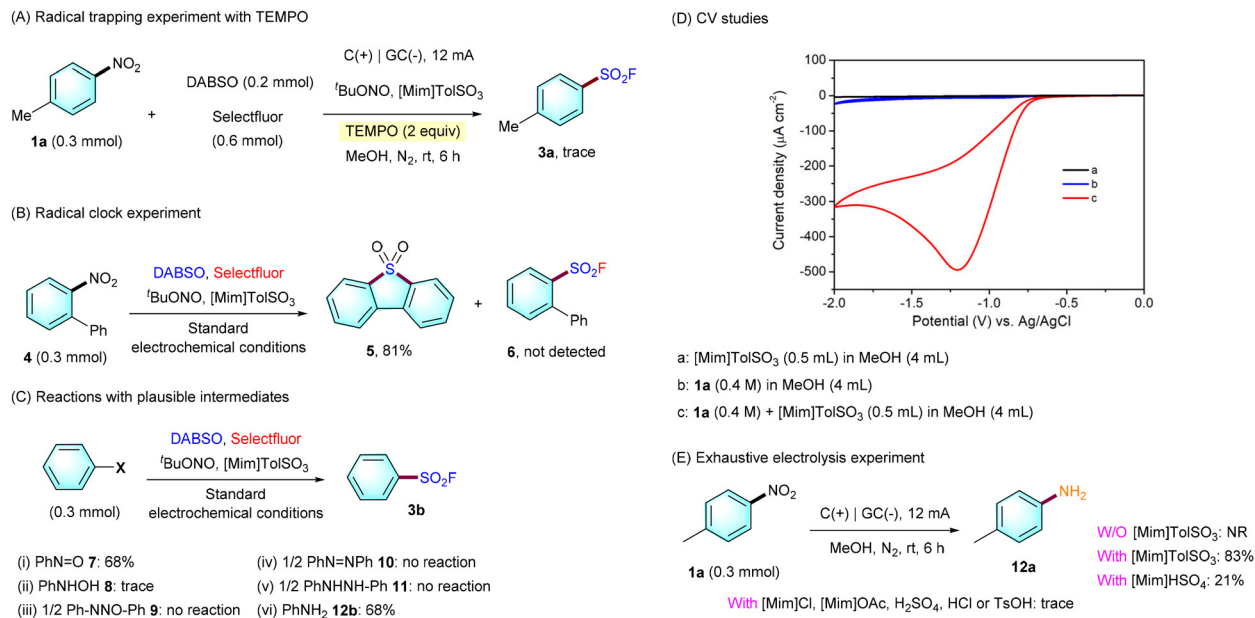 (A) Radical trapping experiment with TEMPO
NO₂
Me
1a (0.3 mmol)
+
DABSO (0.2 mmol)
Selectfluor
(0.6 mmol)
C(+) | GC(-), 12 mA
ᵗBuONO, [Mim]TolSO₃
TEMPO (2 equiv)
MeOH, N₂, rt, 6 h
SO₂F
Me
3a, trace
(B) Radical clock experiment
NO₂
Ph
4 (0.3 mmol)
DABSO, Selectfluor
ᵗBuONO, [Mim]TolSO₃
Standard
electrochemical conditions
O O
S
5, 81%
+
SO₂F
Ph
6, not detected
(C) Reactions with plausible intermediates
X
(0.3 mmol)
DABSO, Selectfluor
ᵗBuONO, [Mim]TolSO₃
Standard
electrochemical conditions
SO₂F
3b
(i) PhN=O 7: 68%
(ii) PhNHOH 8: trace
(iii) 1/2 Ph-NNO-Ph 9: no reaction
(iv) 1/2 PhN=NPh 10: no reaction
(v) 1/2 PhNHNH-Ph 11: no reaction
(vi) PhNH₂ 12b: 68%
(D) CV studies
Current density (μA cm⁻²)
100
0
-100
-200
-300
-400
-500
a
b
c
-2.0 -1.5 -1.0 -0.5 0.0
Potential (V) vs. Ag/AgCl
a: [Mim]TolSO₃ (0.5 mL) in MeOH (4 mL)
b: 1a (0.4 M) in MeOH (4 mL)
c: 1a (0.4 M) + [Mim]TolSO₃ (0.5 mL) in MeOH (4 mL)
(E) Exhaustive electrolysis experiment
NO₂
1a (0.3 mmol)
C(+) | GC(-), 12 mA
MeOH, N₂, rt, 6 h
NH₂
12a
W/O [Mim]TolSO₃: NR
With [Mim]TolSO₃: 83%
With [Mim]HSO₄: 21%
With [Mim]Cl, [Mim]OAc, H₂SO₄, HCl or TsOH: trace